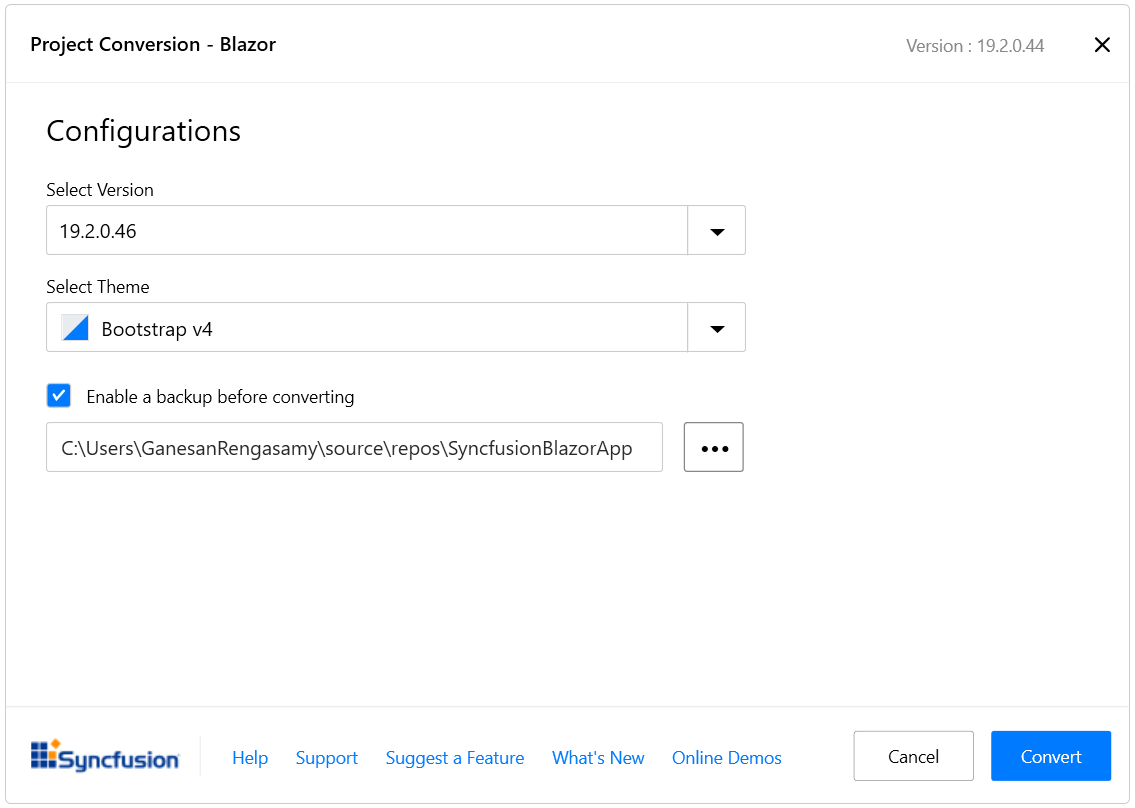 Project Conversion - Blazor
Version : 19.2.0.44
Configurations
Select Version
19.2.0.46
Select Theme
Bootstrap v4
Enable a backup before converting
C:\Users\GanesanRengasamy\source\repos\SyncfusionBlazorApp
Syncfusion Help Support Suggest a Feature What's New Online Demos Cancel Convert